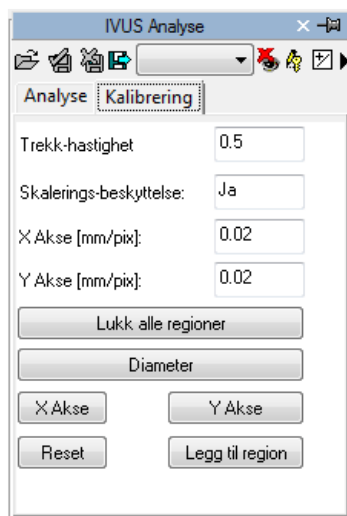 IVUS Analyse
Analyse Kalibrering
Trekk-hastighet 0.5
Skalerings-beskyttelse: Ja
X Akse [mm/pix]: 0.02
Y Akse [mm/pix]: 0.02
Lukk alle regioner
Diameter
X Akse Y Akse
Reset Legg til region